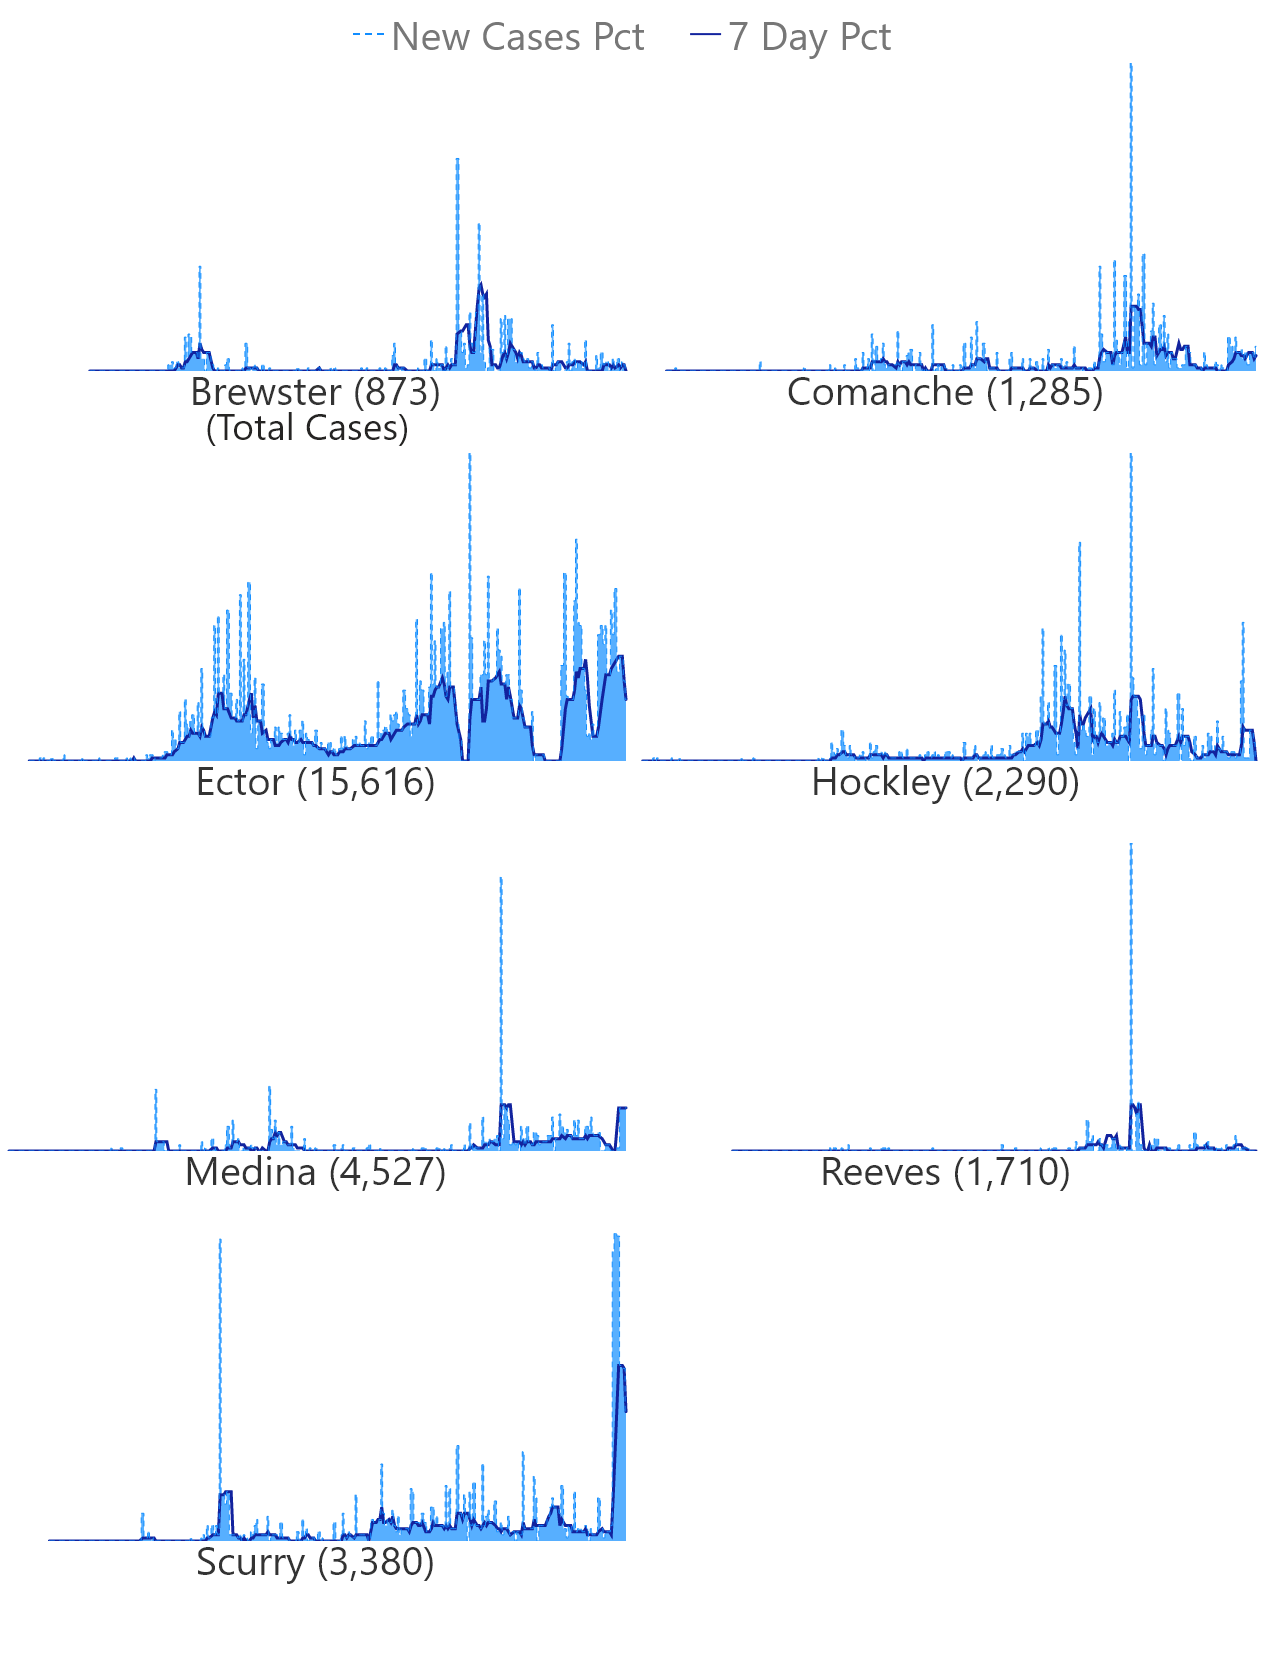 New Cases Pct 7 Day Pct
Brewster (873) Comanche (1,285)
(Total Cases)
Ector (15,616) Hockley (2,290)
Medina (4,527) Reeves (1,710)
Scurry (3,380)